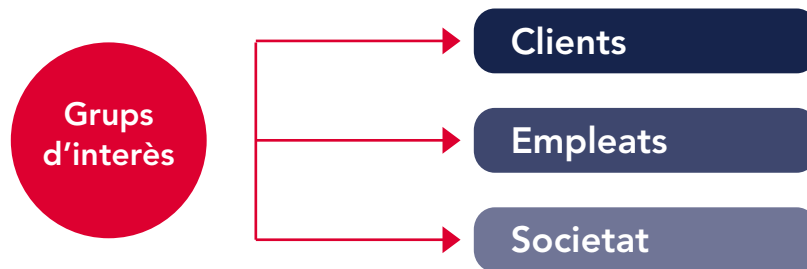 Grups
d’interès
Clients
Empleats
Societat